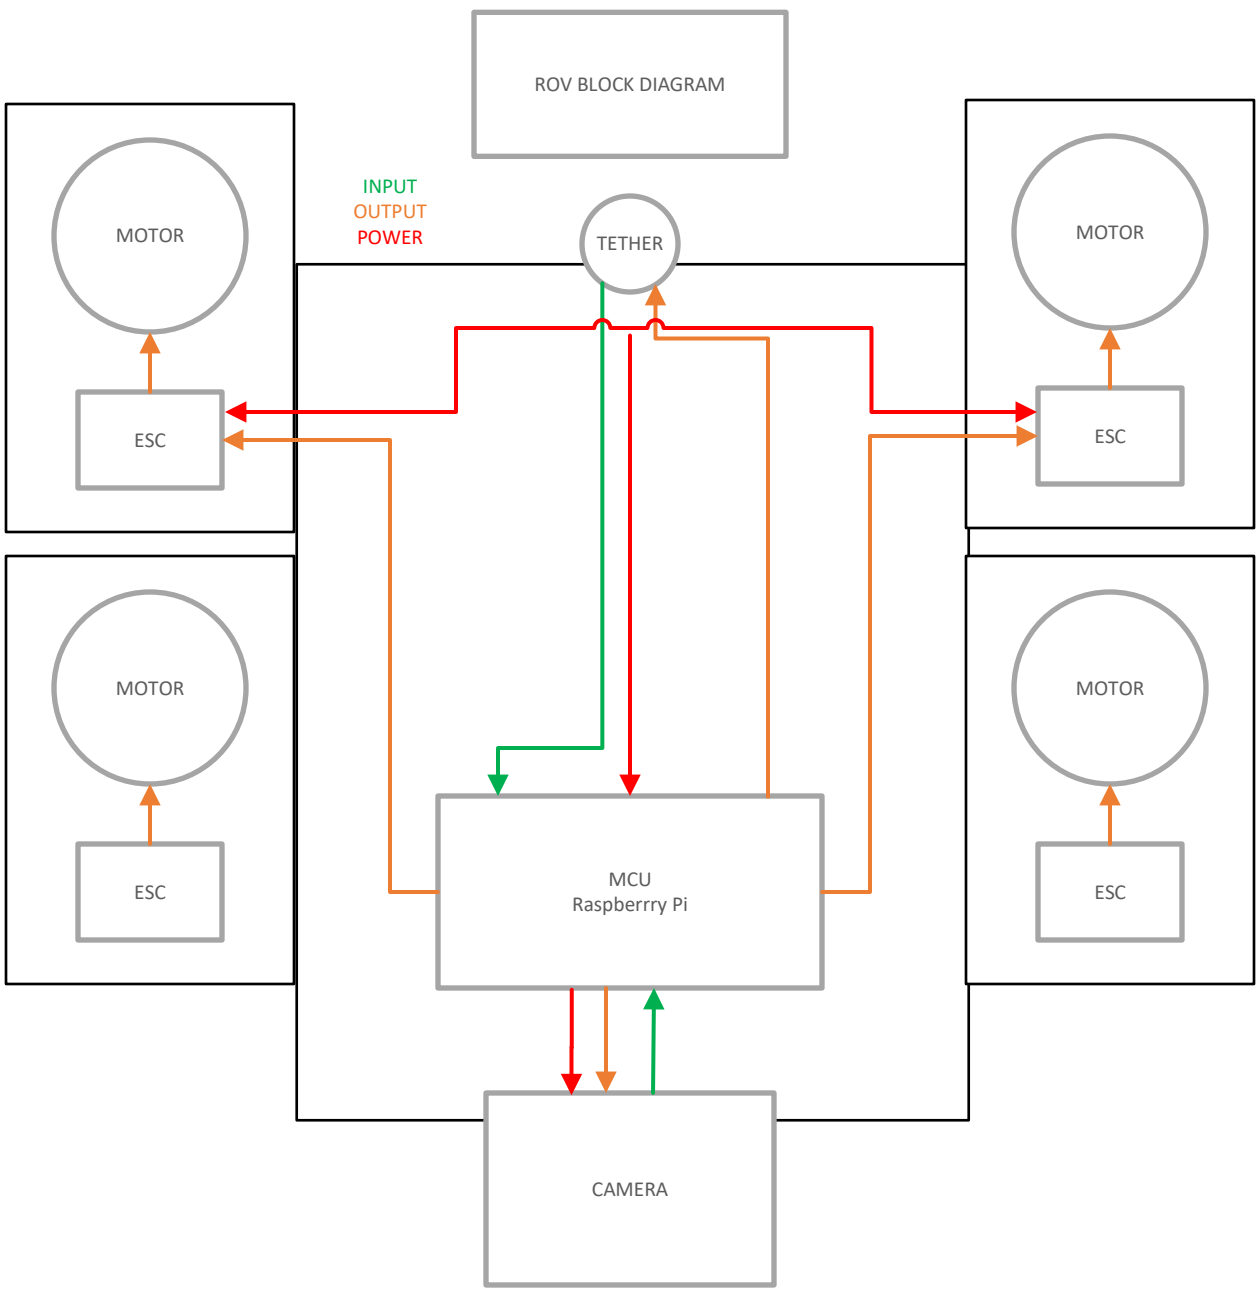 ROV BLOCK DIAGRAM
INPUT
OUTPUT
POWER
MOTOR
TETHER
MOTOR
ESC
ESC
MOTOR
MOTOR
ESC
MCU
Raspberrry Pi
ESC
CAMERA